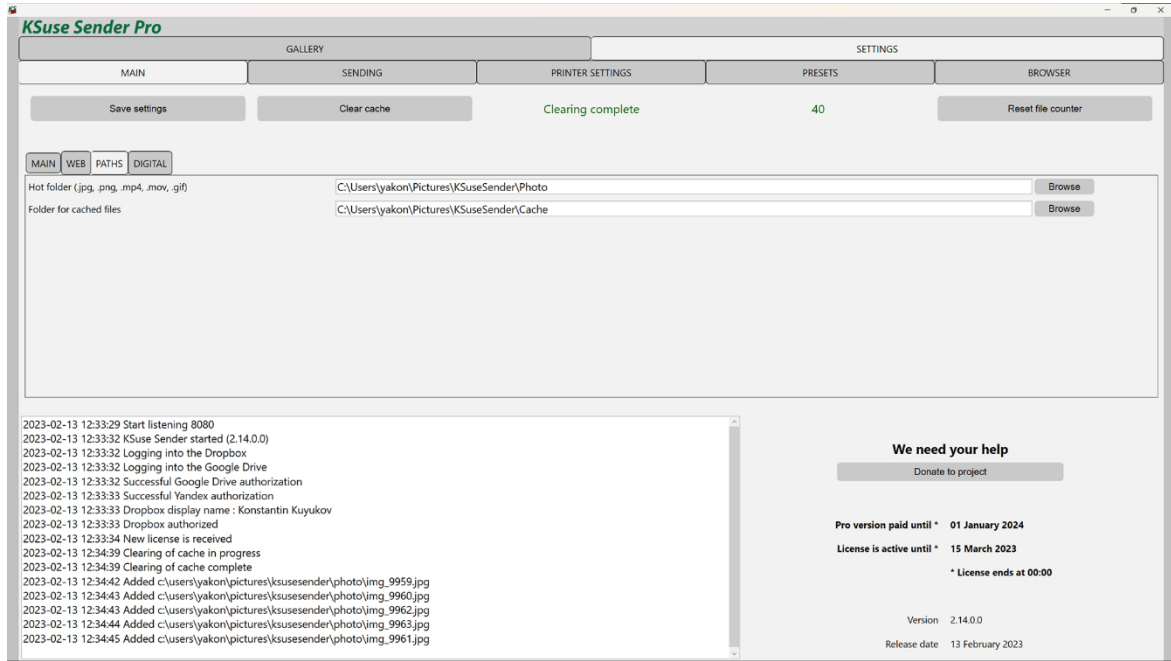 KSuse Sender Pro
GALLERY SETTINGS
MAIN SENDING PRINTER SETTINGS PRESETS BROWSER
Save settings Clear cache Clearing complete 40 Reset file counter
MAIN WEB PATHS DIGITAL
Hot folder (.jpg, .png, .mp4, .mov, .gif) C:\Users\yakon\Pictures\KSuseSender\Photo Browse
Folder for cached files C:\Users\yakon\Pictures\KSuseSender\Cache Browse
2023-02-13 12:33:29 Start listening 8080
2023-02-13 12:33:32 KSuse Sender started (2.14.0.0)
2023-02-13 12:33:32 Logging into the Dropbox
2023-02-13 12:33:32 Logging into the Google Drive
2023-02-13 12:33:32 Successful Google Drive authorization
2023-02-13 12:33:33 Successful Yandex authorization
2023-02-13 12:33:33 Dropbox display name : Konstantin Kuyukov
2023-02-13 12:33:33 Dropbox authorized
2023-02-13 12:33:34 New license is received
2023-02-13 12:34:39 Clearing of cache in progress
2023-02-13 12:34:39 Clearing of cache complete
2023-02-13 12:34:42 Added c:\users\yakon\pictures\ksusesender\photo\img_9959.jpg
2023-02-13 12:34:43 Added c:\users\yakon\pictures\ksusesender\photo\img_9960.jpg
2023-02-13 12:34:43 Added c:\users\yakon\pictures\ksusesender\photo\img_9962.jpg
2023-02-13 12:34:44 Added c:\users\yakon\pictures\ksusesender\photo\img_9963.jpg
2023-02-13 12:34:45 Added c:\users\yakon\pictures\ksusesender\photo\img_9961.jpg
We need your help
Donate to project
Pro version paid until * 01 January 2024
License is active until * 15 March 2023
* License ends at 00:00
Version 2.14.0.0
Release date 13 February 2023